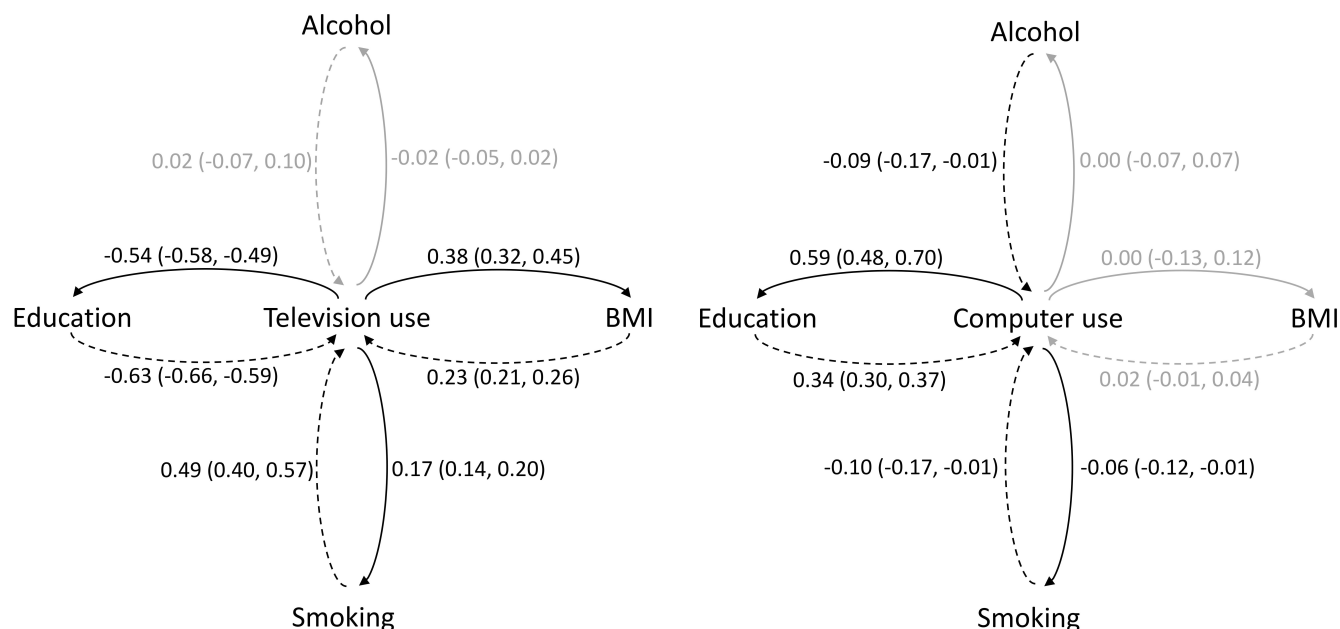 Alcohol
0.02 (-0.07, 0.10)
-0.02 (-0.05, 0.02)
-0.54 (-0.58, -0.49)
0.38 (0.32, 0.45)
Education
Television use
BMI
-0.63 (-0.66, -0.59)
0.23 (0.21, 0.26)
0.49 (0.40, 0.57)
0.17 (0.14, 0.20)
Smoking
Alcohol
-0.09 (-0.17, -0.01)
0.00 (-0.07, 0.07)
0.59 (0.48, 0.70)
0.00 (-0.13, 0.12)
Education
Computer use
BMI
0.34 (0.30, 0.37)
0.02 (-0.01, 0.04)
-0.10 (-0.17, -0.01)
-0.06 (-0.12, -0.01)
Smoking